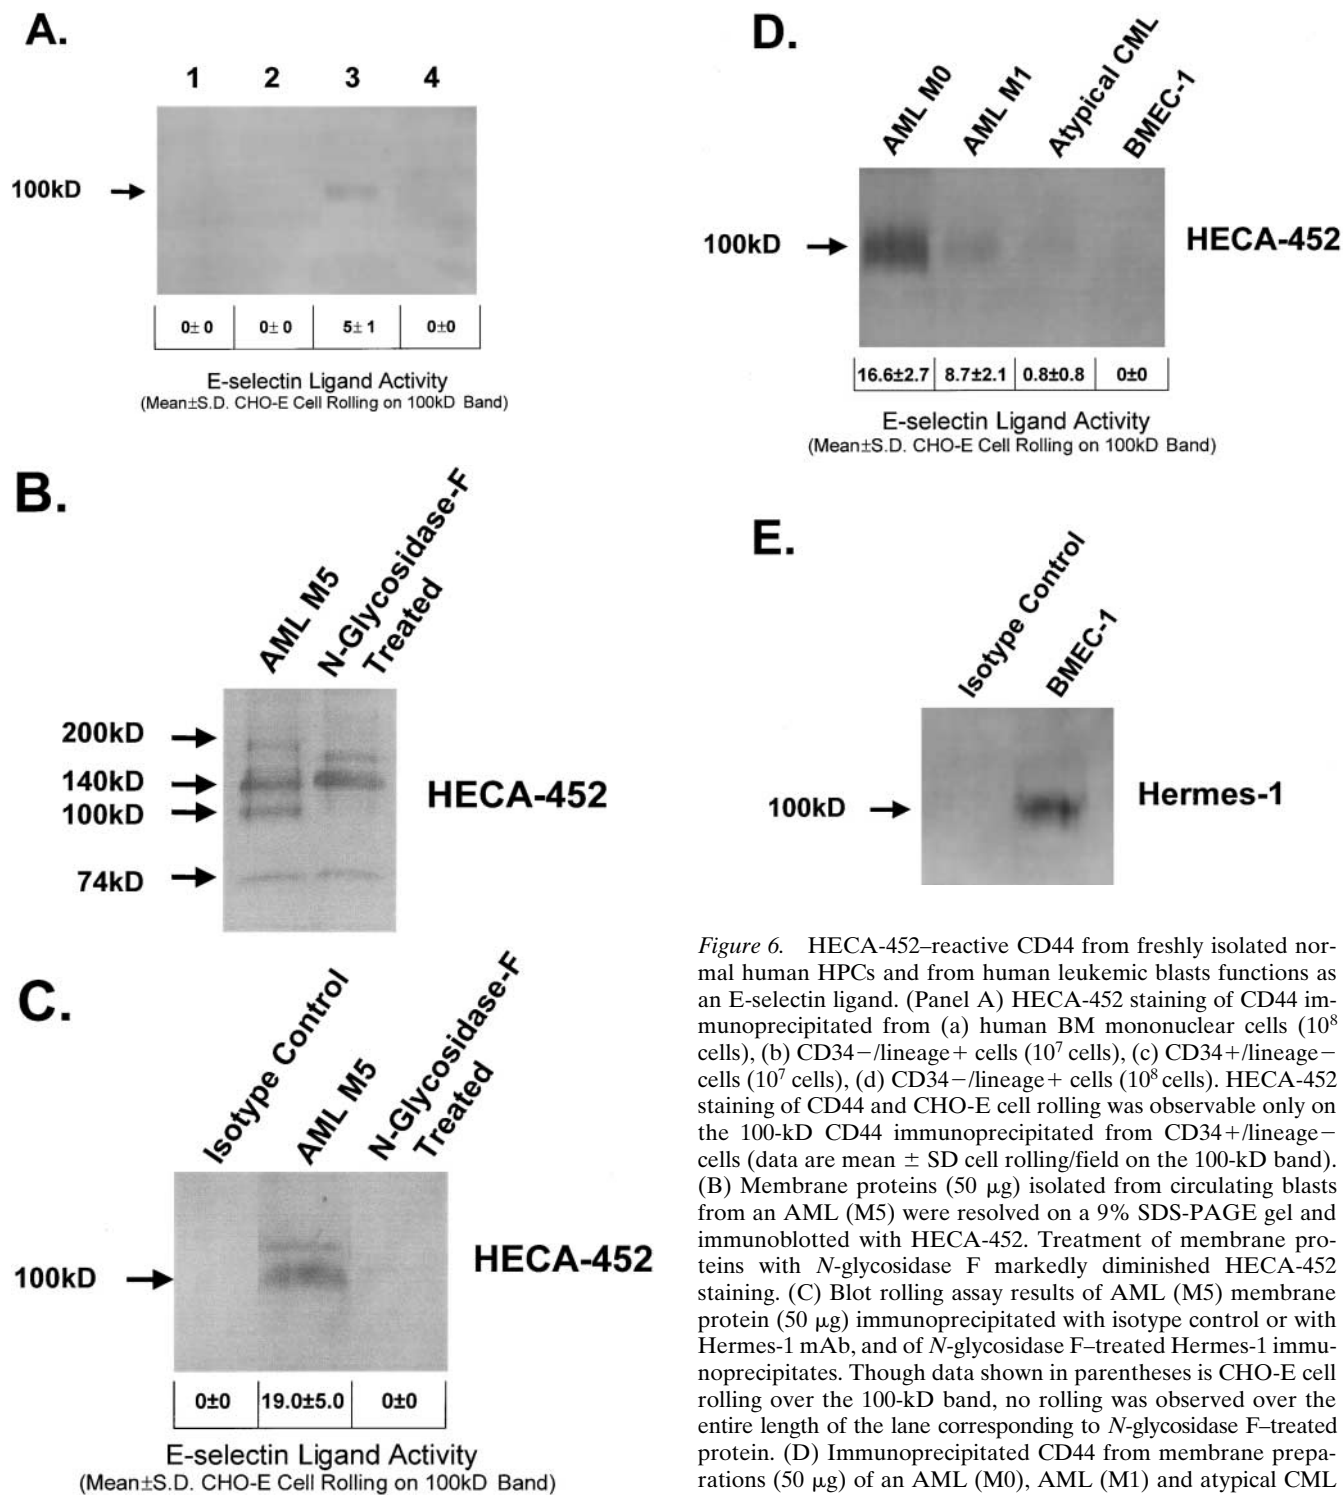 A.
1 2 3 4
100kD
0± 0 0± 0 5± 1 0±0
E-selectin Ligand Activity
(Mean±S.D. CHO-E Cell Rolling on 100kD Band)
B.
AML M5
N-Glycosidase-F
Treated
200kD
140kD
100kD
74kD
HECA-452
C.
Isotype Control
AML M5
N-Glycosidase-F
Treated
100kD
HECA-452
0±0 19.0±5.0 0±0
E-selectin Ligand Activity
(Mean±S.D. CHO-E Cell Rolling on 100kD Band)
D.
AML M0
AML M1
Atypical CML
BMEC-1
100kD
HECA-452
16.6±2.7 8.7±2.1 0.8±0.8 0±0
E-selectin Ligand Activity
(Mean±S.D. CHO-E Cell Rolling on 100kD Band)
E.
Isotype Control
BMEC-1
100kD
Hermes-1
Figure 6. HECA-452–reactive CD44 from freshly isolated nor-
mal human HPCs and from human leukemic blasts functions as
an E-selectin ligand. (Panel A) HECA-452 staining of CD44 im-
munoprecipitated from (a) human BM mononuclear cells (10⁸
cells), (b) CD34−/lineage+ cells (10⁷ cells), (c) CD34+/lineage−
cells (10⁷ cells), (d) CD34−/lineage+ cells (10⁸ cells). HECA-452
staining of CD44 and CHO-E cell rolling was observable only on
the 100-kD CD44 immunoprecipitated from CD34+/lineage−
cells (data are mean ± SD cell rolling/field on the 100-kD band).
(B) Membrane proteins (50 μg) isolated from circulating blasts
from an AML (M5) were resolved on a 9% SDS-PAGE gel and
immunoblotted with HECA-452. Treatment of membrane pro-
teins with N-glycosidase F markedly diminished HECA-452
staining. (C) Blot rolling assay results of AML (M5) membrane
protein (50 μg) immunoprecipitated with isotype control or with
Hermes-1 mAb, and of N-glycosidase F–treated Hermes-1 immu-
noprecipitates. Though data shown in parentheses is CHO-E cell
rolling over the 100-kD band, no rolling was observed over the
entire length of the lane corresponding to N-glycosidase F–treated
protein. (D) Immunoprecipitated CD44 from membrane prepa-
rations (50 μg) of an AML (M0), AML (M1) and atypical CML